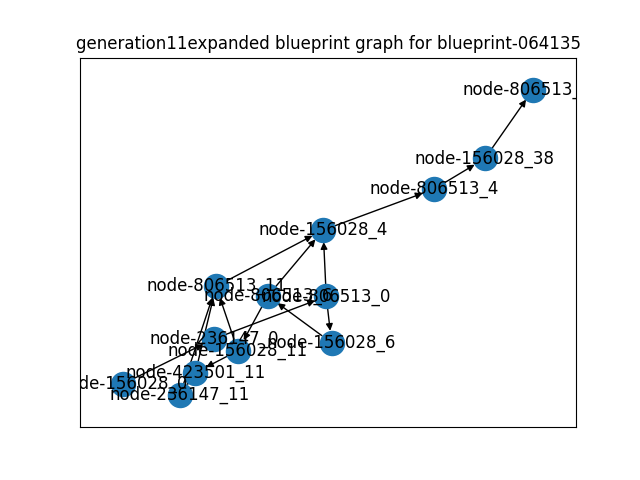 generation11expanded blueprint graph for blueprint-064135
node-806513_
node-156028_38
node-806513_4
node-156028_4
node-806513_11
node-806513_6
node-806513_0
node-236147_0
node-156028_6
node-156028_11
node-423501_11
de-156028_0
node-236147_11